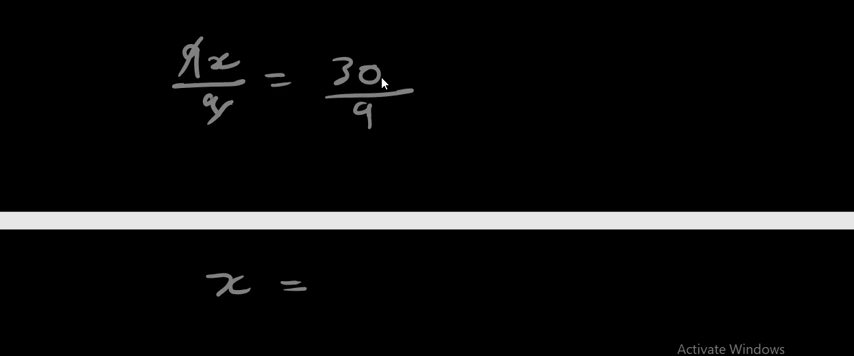 9x/9 = 30/9
x =
Activate Windows